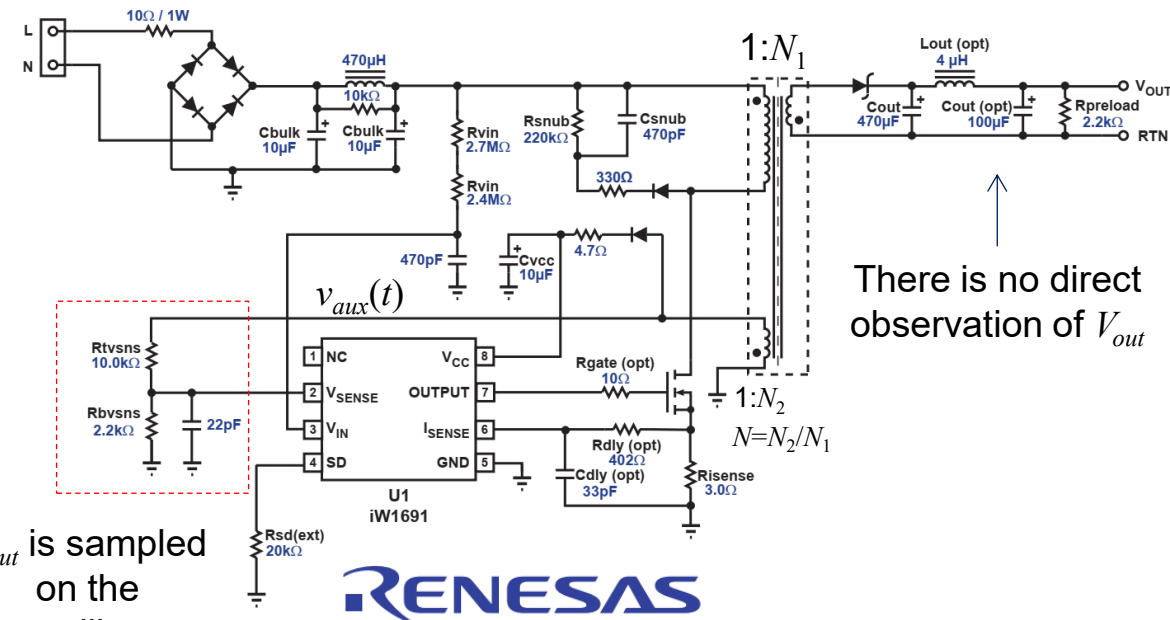 10Ω / 1W
L
N
470µH
10kΩ
Cbulk
10µF
Cbulk
10µF
Rvin
2.7MΩ
Rvin
2.4MΩ
470pF
Rsnub
220kΩ
Csnub
470pF
330Ω
4.7Ω
Cvcc
10µF
1:N1
Lout (opt)
4 µH
Cout
470µF
Cout (opt)
100µF
Rpreload
2.2kΩ
VOUT
RTN
There is no direct
observation of Vout
vaux(t)
Rtvsns
10.0kΩ
Rbvsns
2.2kΩ
22pF
1 NC
2 VSENSE
3 VIN
4 SD
VCC 8
OUTPUT 7
ISENSE 6
GND 5
U1
iW1691
Rgate (opt)
10Ω
Rdly (opt)
402Ω
Cdly (opt)
33pF
Risense
3.0Ω
1:N2
N=N2/N1
Rsd(ext)
20kΩ
out is sampled
on the
RENESAS